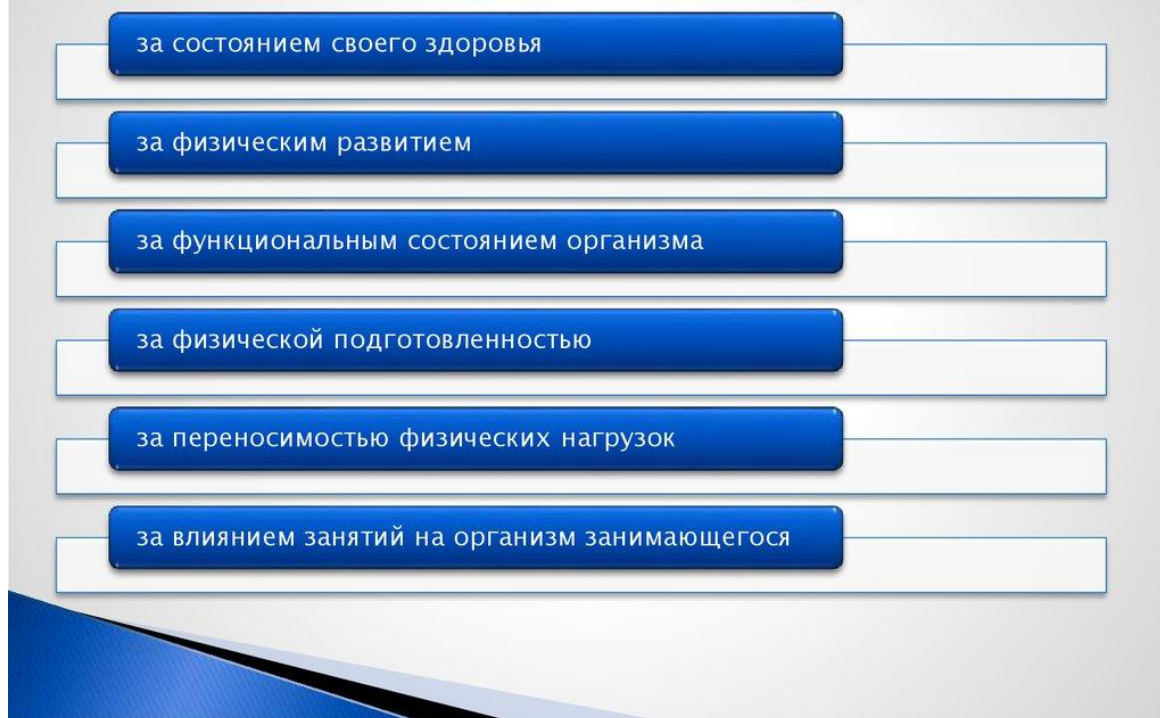 за состоянием своего здоровья
за физическим развитием
за функциональным состоянием организма
за физической подготовленностью
за переносимостью физических нагрузок
за влиянием занятий на организм занимающегося